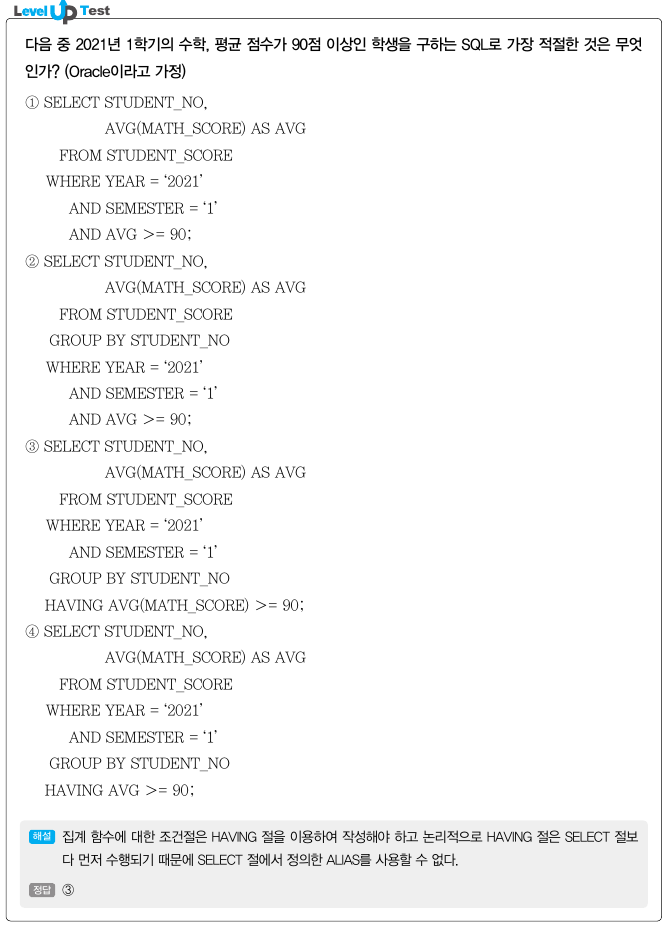 Level Up Test
다음 중 2021년 1학기의 수학, 평균 점수가 90점 이상인 학생을 구하는 SQL로 가장 적절한 것은 무엇
인가? (Oracle이라고 가정)
① SELECT STUDENT_NO,
AVG(MATH_SCORE) AS AVG
FROM STUDENT_SCORE
WHERE YEAR = ‘2021’
AND SEMESTER = ‘1’
AND AVG >= 90;
② SELECT STUDENT_NO,
AVG(MATH_SCORE) AS AVG
FROM STUDENT_SCORE
GROUP BY STUDENT_NO
WHERE YEAR = ‘2021’
AND SEMESTER = ‘1’
AND AVG >= 90;
③ SELECT STUDENT_NO,
AVG(MATH_SCORE) AS AVG
FROM STUDENT_SCORE
WHERE YEAR = ‘2021’
AND SEMESTER = ‘1’
GROUP BY STUDENT_NO
HAVING AVG(MATH_SCORE) >= 90;
④ SELECT STUDENT_NO,
AVG(MATH_SCORE) AS AVG
FROM STUDENT_SCORE
WHERE YEAR = ‘2021’
AND SEMESTER = ‘1’
GROUP BY STUDENT_NO
HAVING AVG >= 90;
해설 집계 함수에 대한 조건절은 HAVING 절을 이용하여 작성해야 하고 논리적으로 HAVING 절은 SELECT 절보
다 먼저 수행되기 때문에 SELECT 절에서 정의한 ALIAS를 사용할 수 없다.
정답 ③